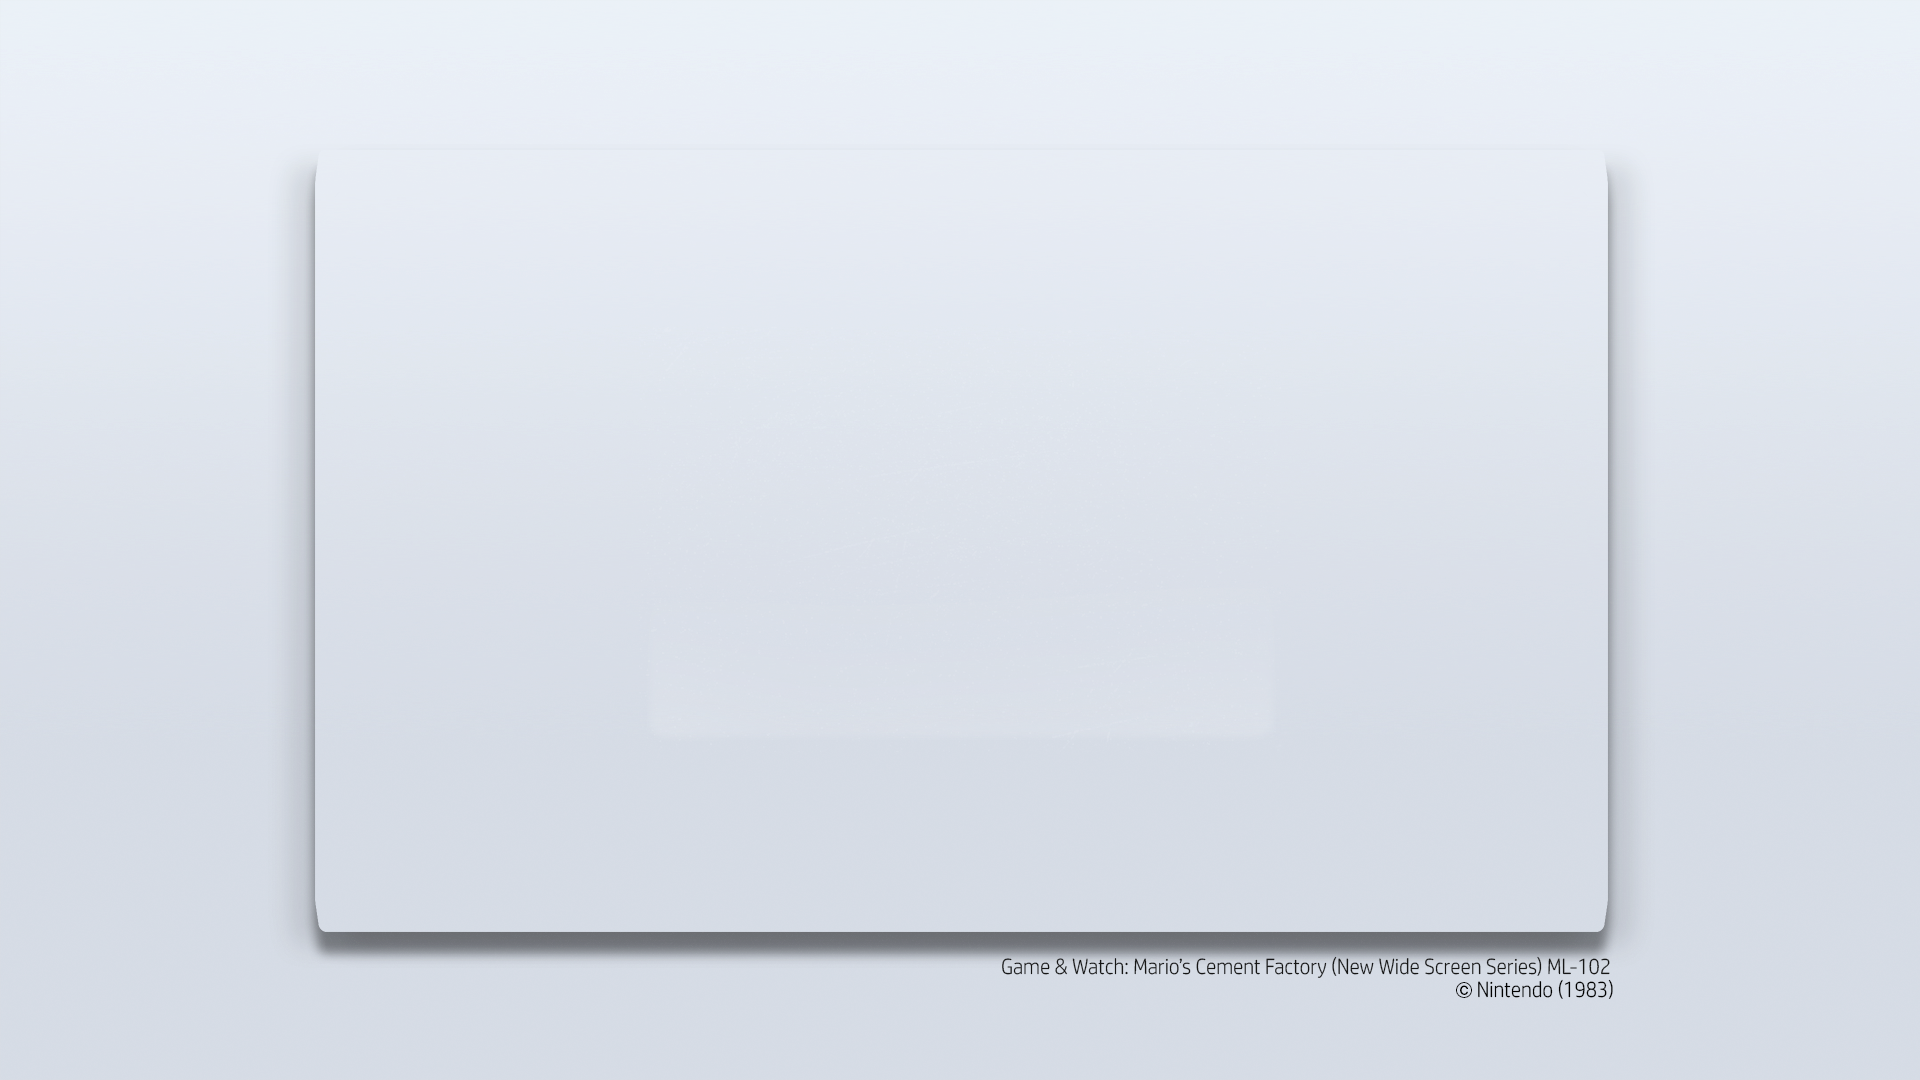 Game & Watch: Mario’s Cement Factory (New Wide Screen Series) ML-102
© Nintendo (1983)